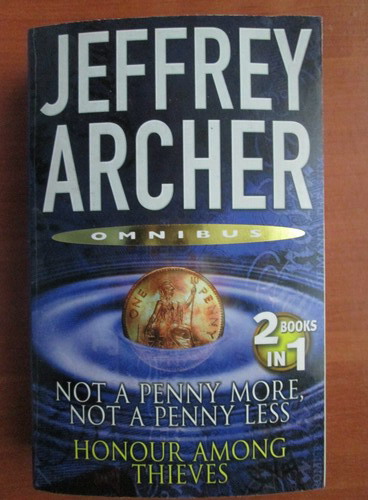 JEFFREY
ARCHER
OMNIBUS
ONE PENNY
2 BOOKS
IN 1
NOT A PENNY MORE,
NOT A PENNY LESS
HONOUR AMONG
THIEVES